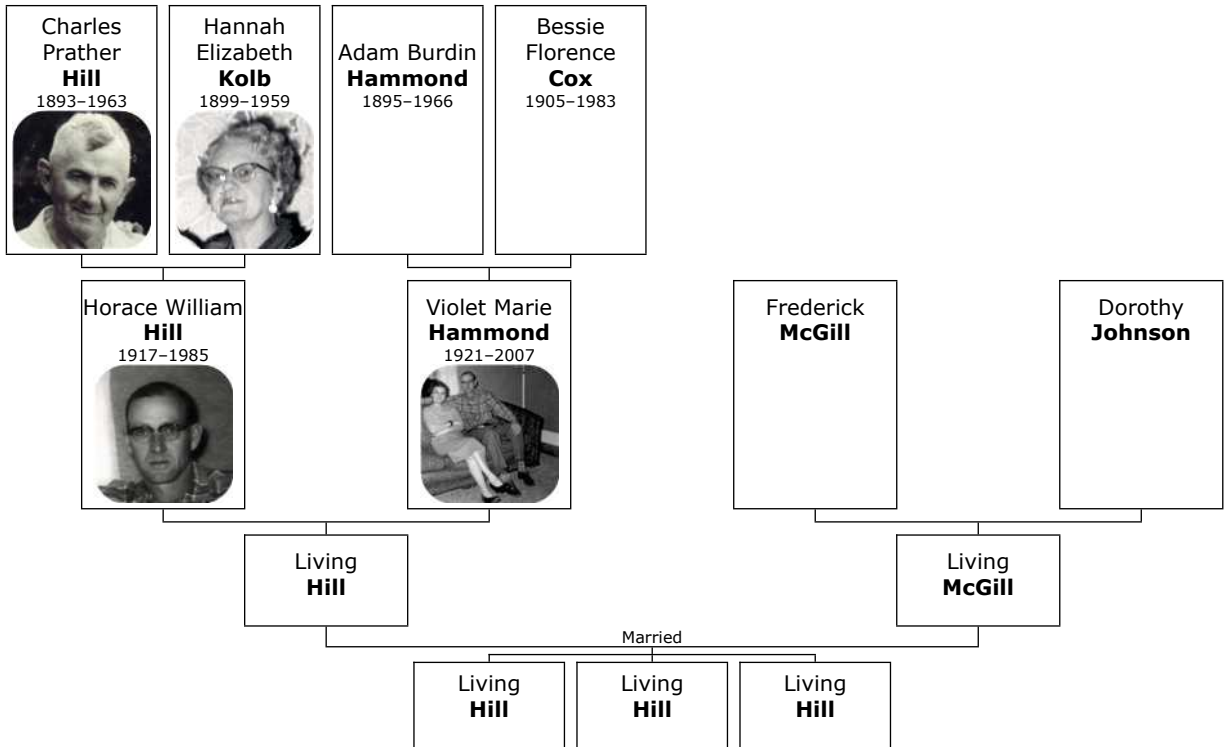 Charles
Prather
Hill
1893–1963
Hannah
Elizabeth
Kolb
1899–1959
Adam Burdin
Hammond
1895–1966
Bessie
Florence
Cox
1905–1983
Horace William
Hill
1917–1985
Violet Marie
Hammond
1921–2007
Frederick
McGill
Dorothy
Johnson
Living
Hill
Living
McGill
Married
Living
Hill
Living
Hill
Living
Hill